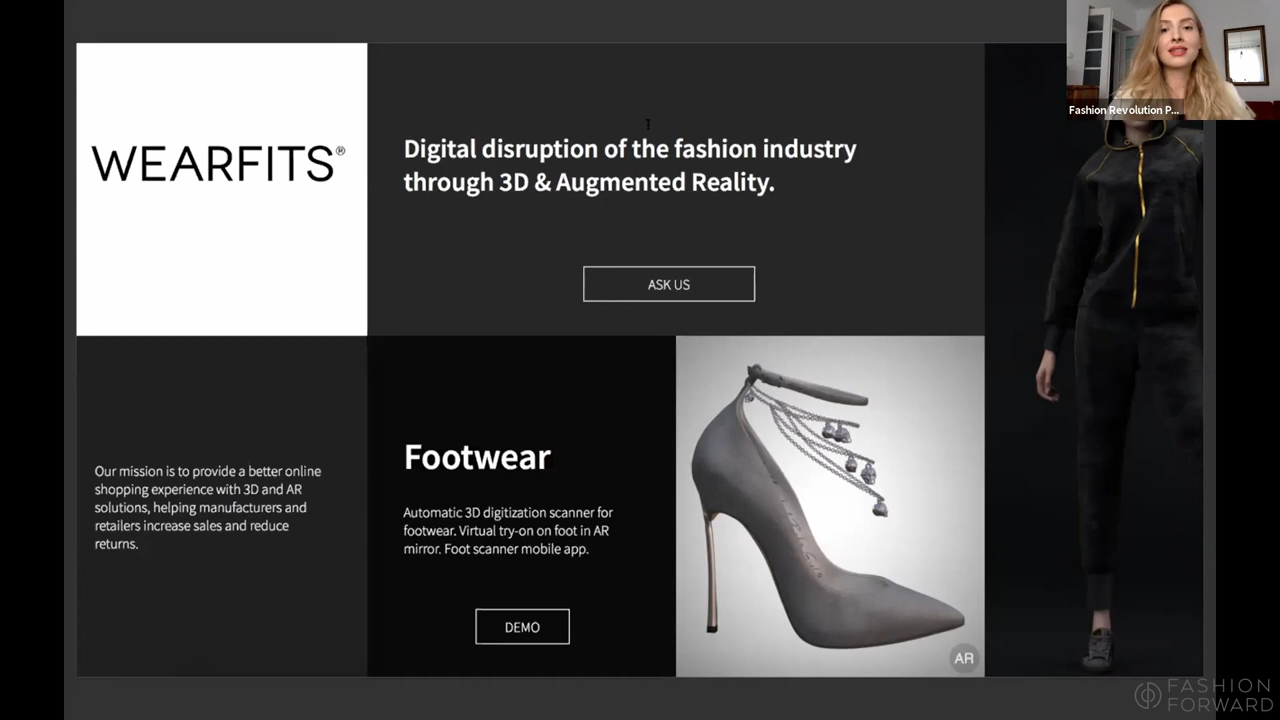 WEARFITS®
Digital disruption of the fashion industry
through 3D & Augmented Reality.
ASK US
Our mission is to provide a better online
shopping experience with 3D and AR
solutions, helping manufacturers and
retailers increase sales and reduce
returns.
Footwear
Automatic 3D digitization scanner for
footwear. Virtual try-on on foot in AR
mirror. Foot scanner mobile app.
DEMO
AR
Fashion Revolution P...
FASHION
FORWARD